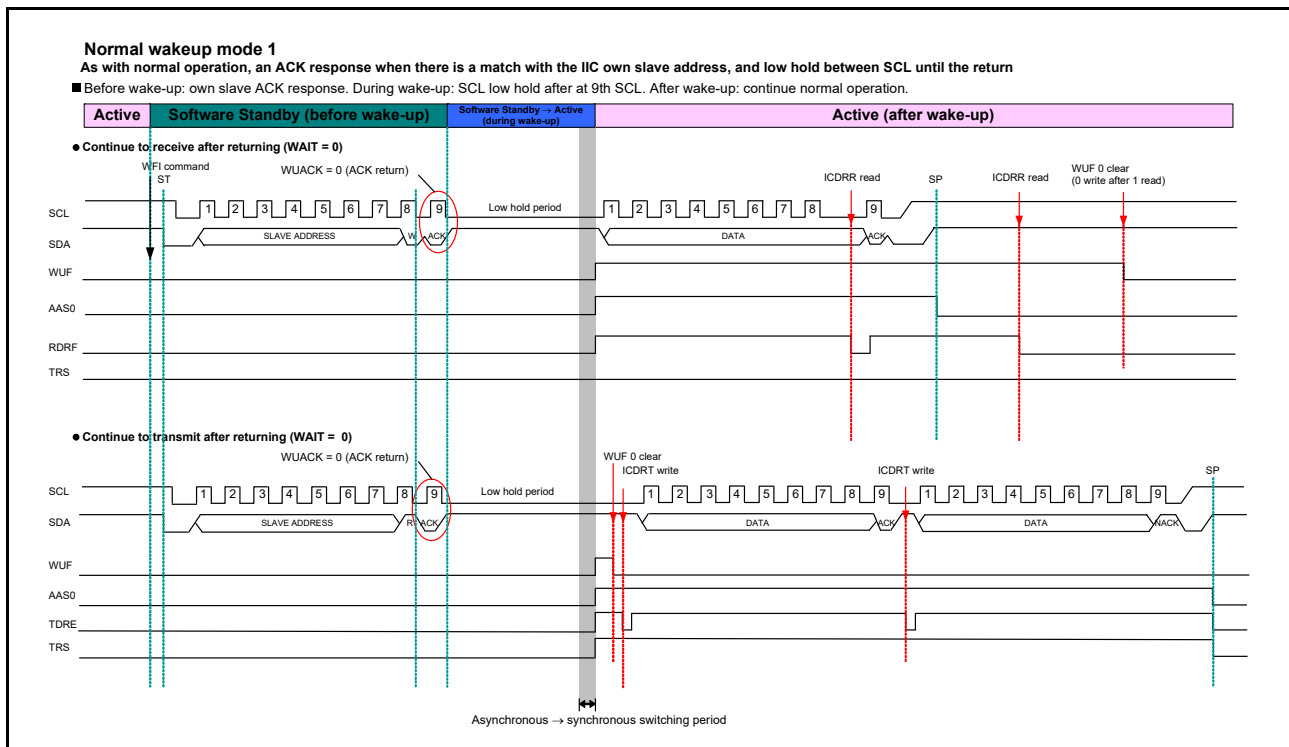 Normal wakeup mode 1
As with normal operation, an ACK response when there is a match with the IIC own slave address, and low hold between SCL until the return
■ Before wake-up: own slave ACK response. During wake-up: SCL low hold after at 9th SCL. After wake-up: continue normal operation.
Active Software Standby (before wake-up) Software Standby → Active (during wake-up) Active (after wake-up)
● Continue to receive after returning (WAIT = 0)
WFI command
ST
WUACK = 0 (ACK return)
ICDRR read
SP
ICDRR read
WUF 0 clear
(0 write after 1 read)
SCL 1 2 3 4 5 6 7 8 9 Low hold period 1 2 3 4 5 6 7 8 9
SDA SLAVE ADDRESS W ACK DATA ACK
WUF
AAS0
RDRF
TRS
● Continue to transmit after returning (WAIT = 0)
WUACK = 0 (ACK return)
WUF 0 clear
ICDRT write
ICDRT write
SP
SCL 1 2 3 4 5 6 7 8 9 Low hold period 1 2 3 4 5 6 7 8 9 1 2 3 4 5 6 7 8 9
SDA SLAVE ADDRESS R ACK DATA ACK DATA NACK
WUF
AAS0
TDRE
TRS
Asynchronous → synchronous switching period